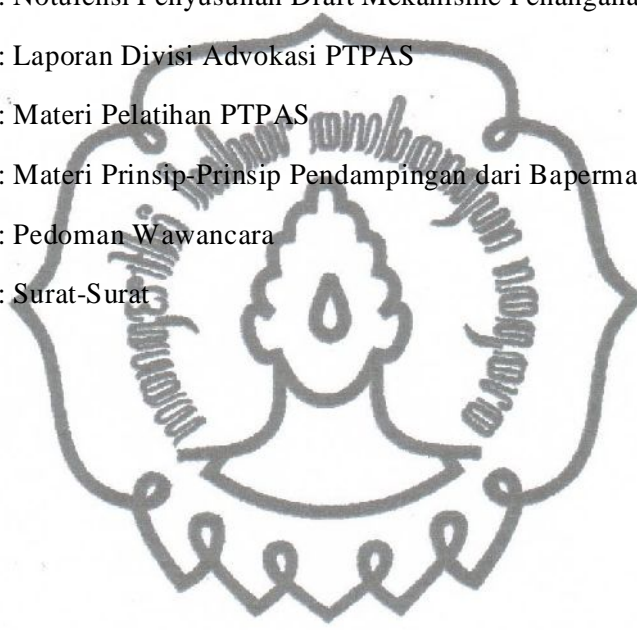 : Notulensi Penyusunan Draft Mekanisme Penangana
: Laporan Divisi Advokasi PTPAS
: Materi Pelatihan PTPAS
: Materi Prinsip-Prinsip Pendampingan dari Baperma
: Pedoman Wawancara
: Surat-Surat